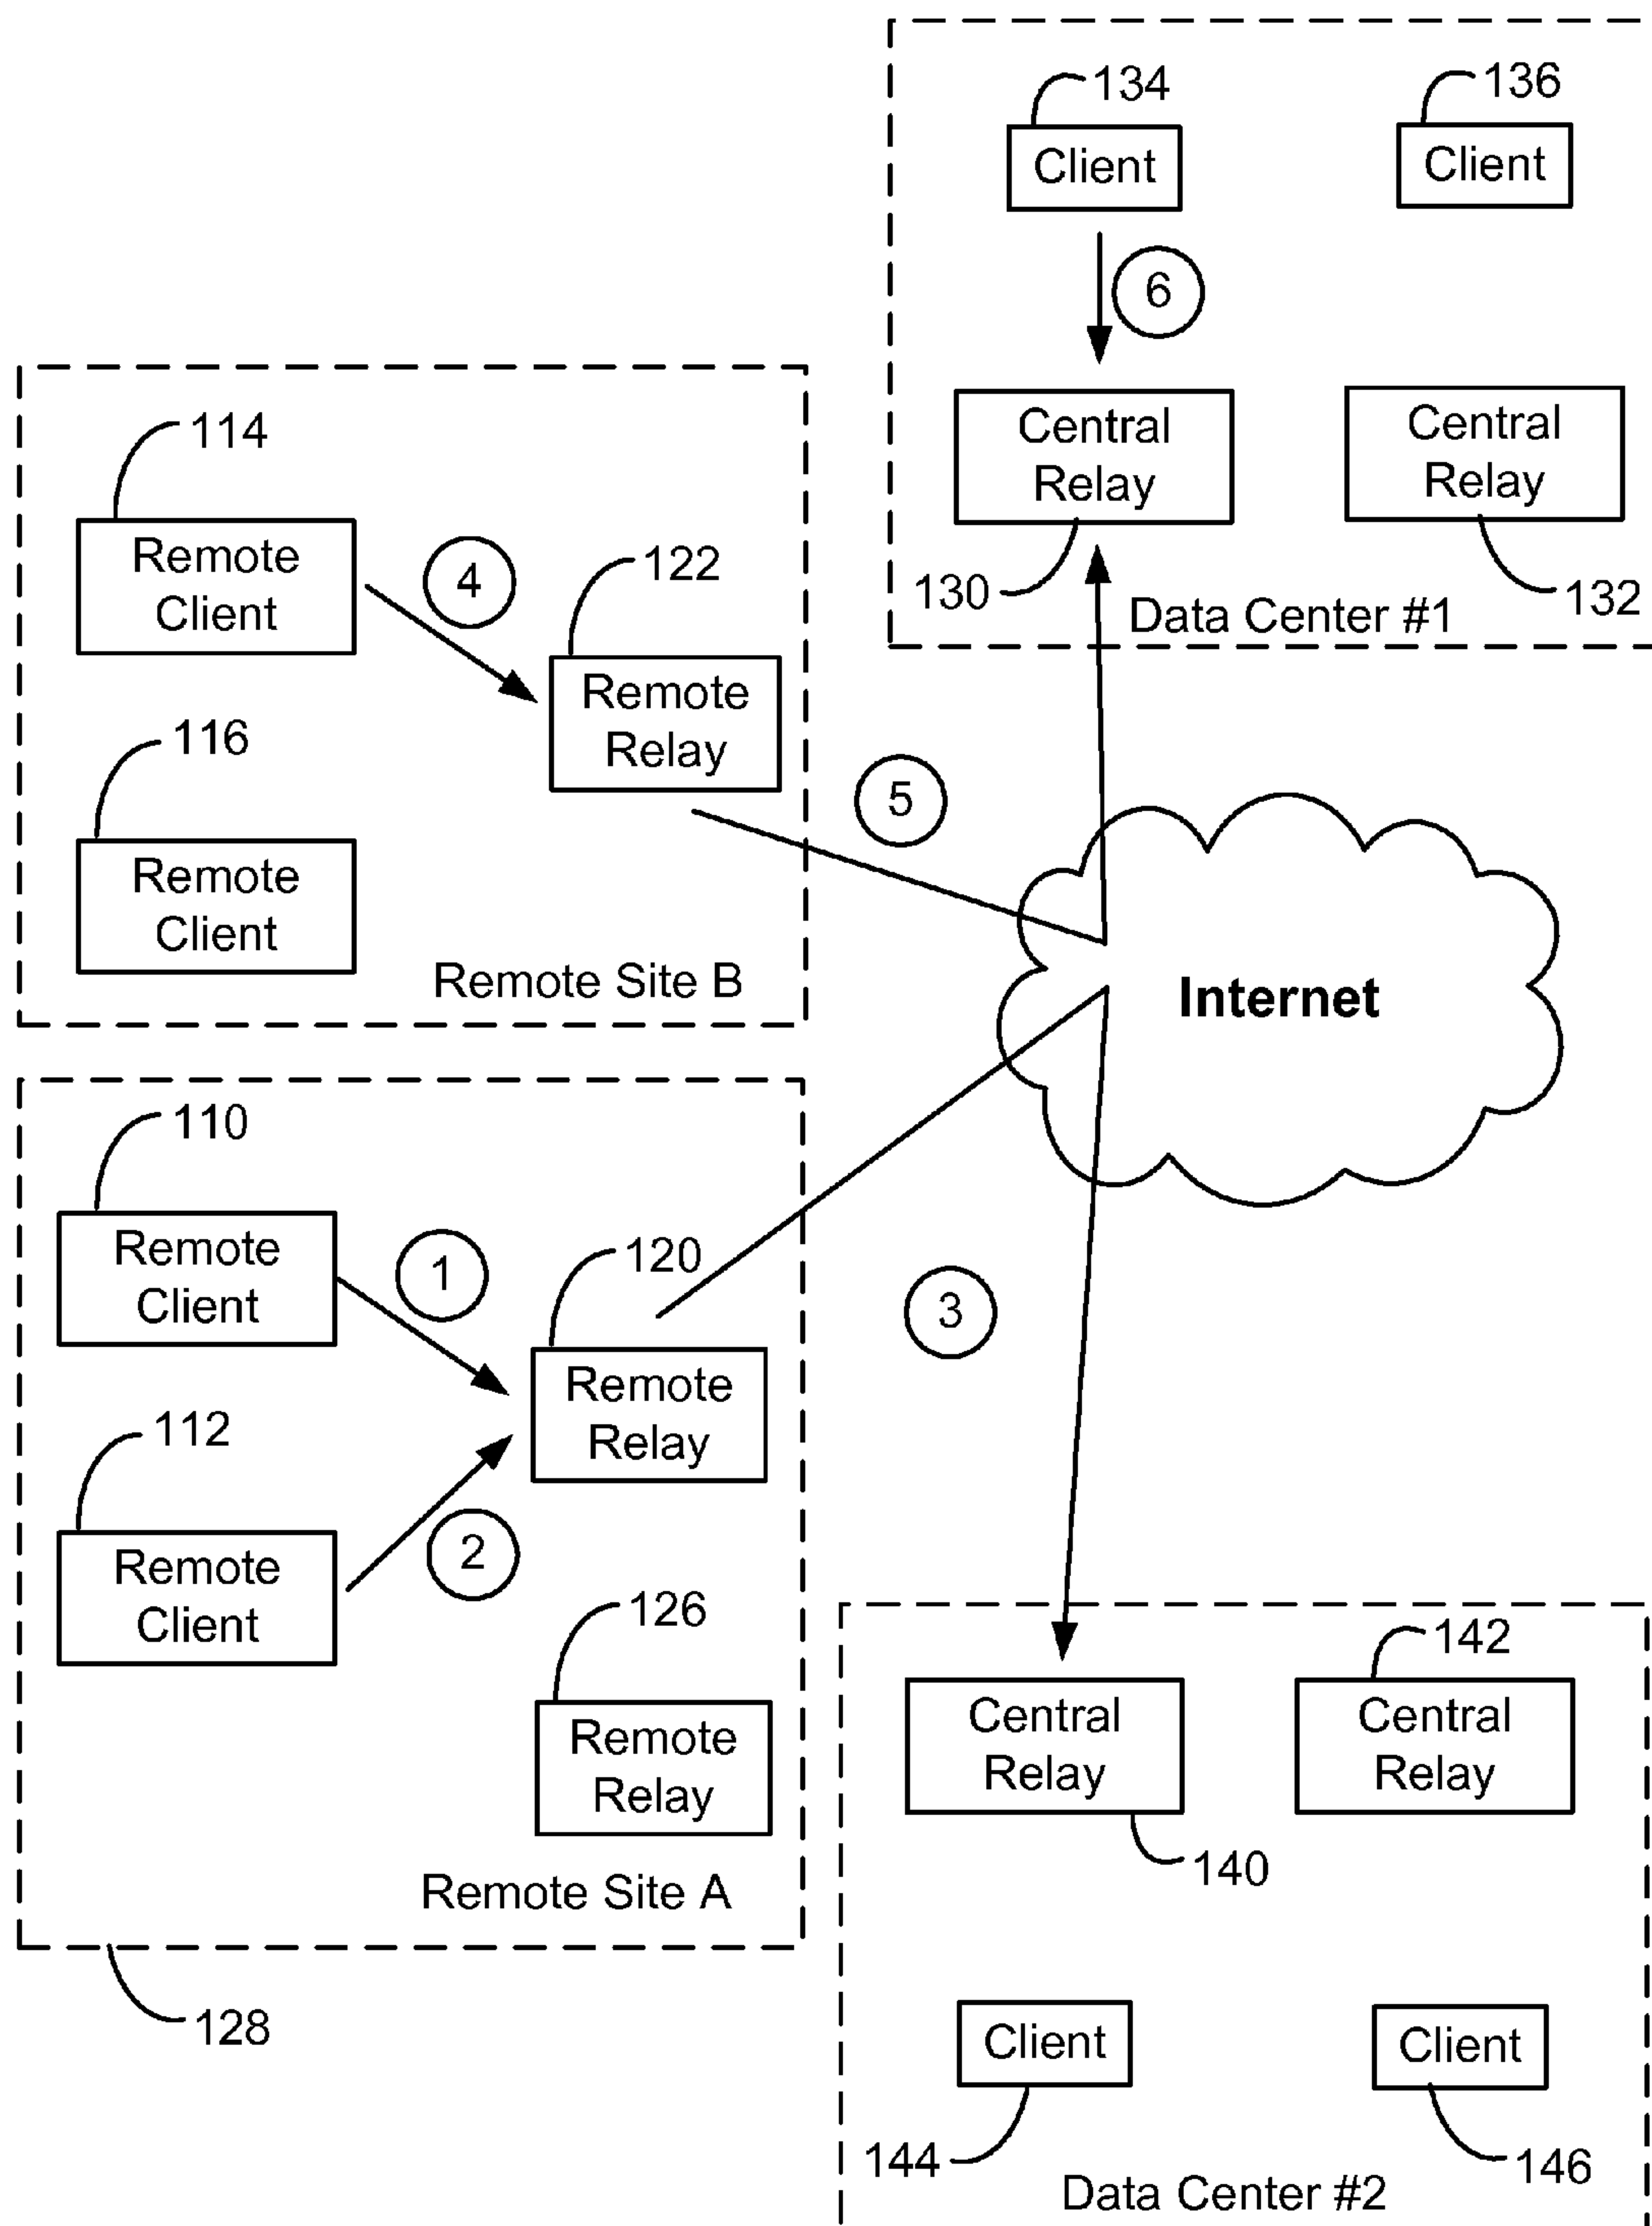 134
136
Client
Client
6
Central
Relay
Central
Relay
130
132
Data Center #1
114
Remote
Client
4
122
Remote
Relay
116
Remote
Client
5
Remote Site B
Internet
110
Remote
Client
1
120
Remote
Relay
3
112
Remote
Client
2
126
Remote
Relay
Remote Site A
128
142
Central
Relay
Central
Relay
140
Client
Client
144
146
Data Center #2